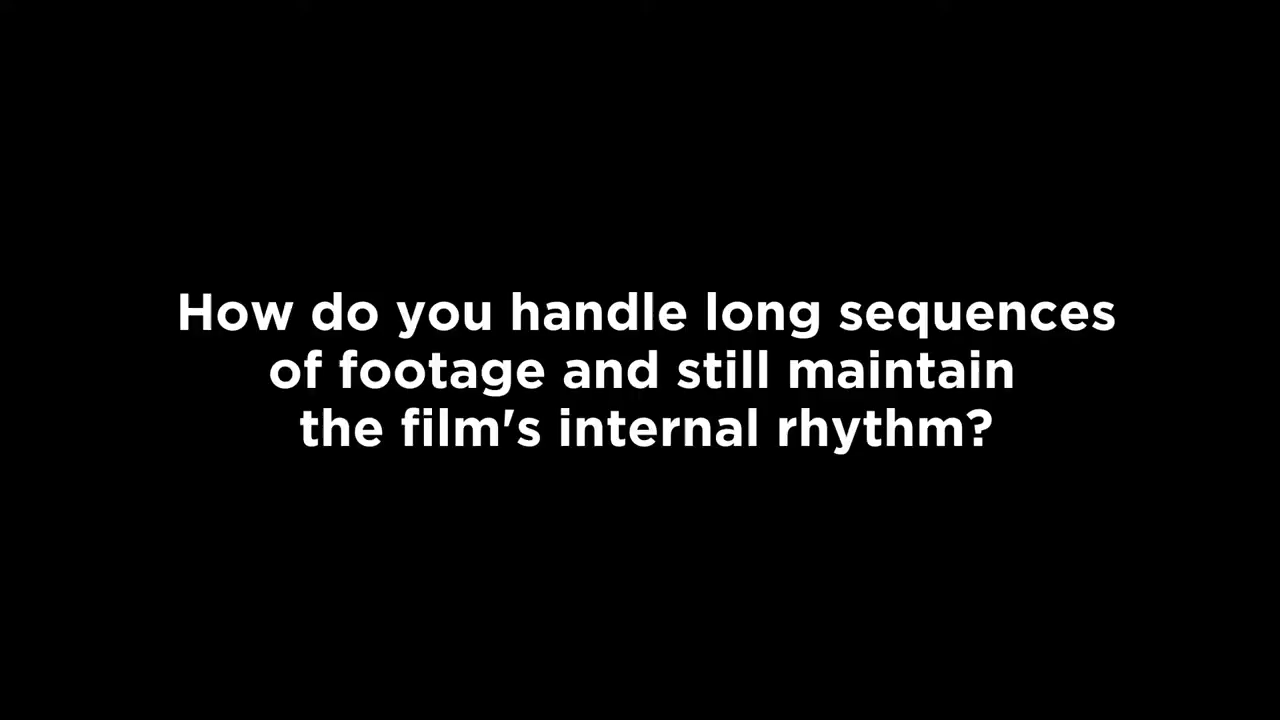 How do you handle long sequences
of footage and still maintain
the film's internal rhythm?